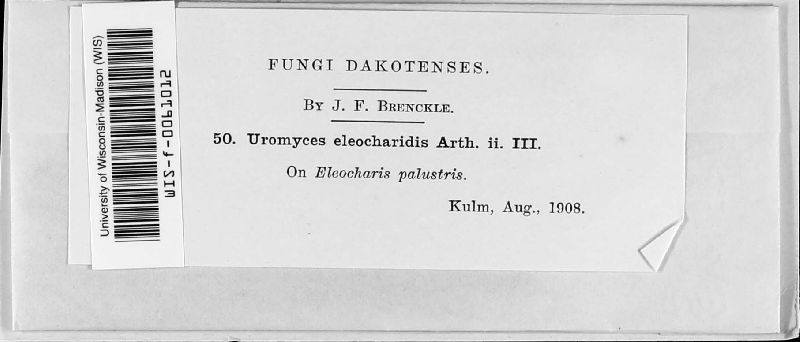 FUNGI DAKOTENSES.
BY J. F. BRENCKLE.
50. Uromyces eleocharidis Arth. ii. III.
On Eleocharis palustris.
Kulm, Aug., 1908.
University of Wisconsin-Madison (WIS)
WIS-f-0061012